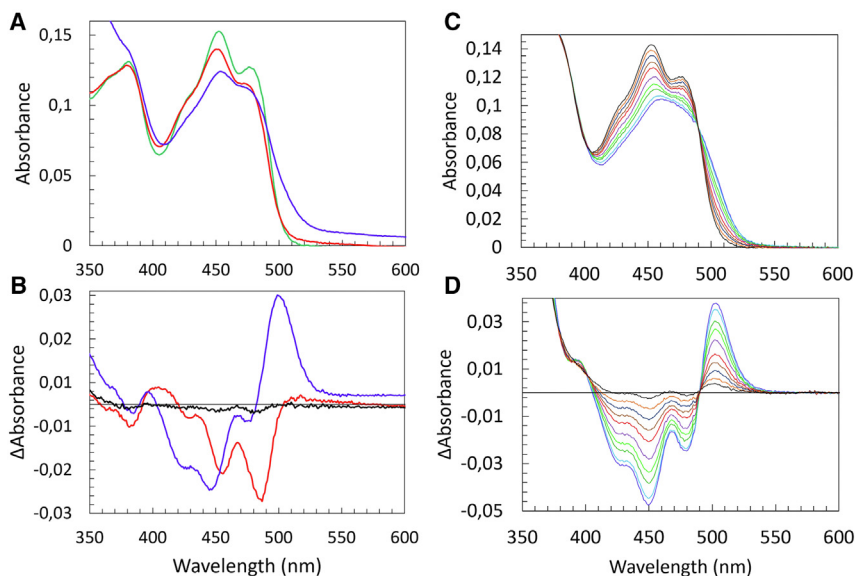 A
0,15
0,1
0,05
0
Absorbance
350 400 450 500 550 600
B
0,03
0,02
0,01
-0,01
-0,02
-0,03
ΔAbsorbance
350 400 450 500 550 600
Wavelength (nm)
C
0,14
0,12
0,1
0,08
0,06
0,04
0,02
0
Absorbance
350 400 450 500 550 600
D
0,03
0,01
-0,01
-0,03
-0,05
ΔAbsorbance
350 400 450 500 550 600
Wavelength (nm)